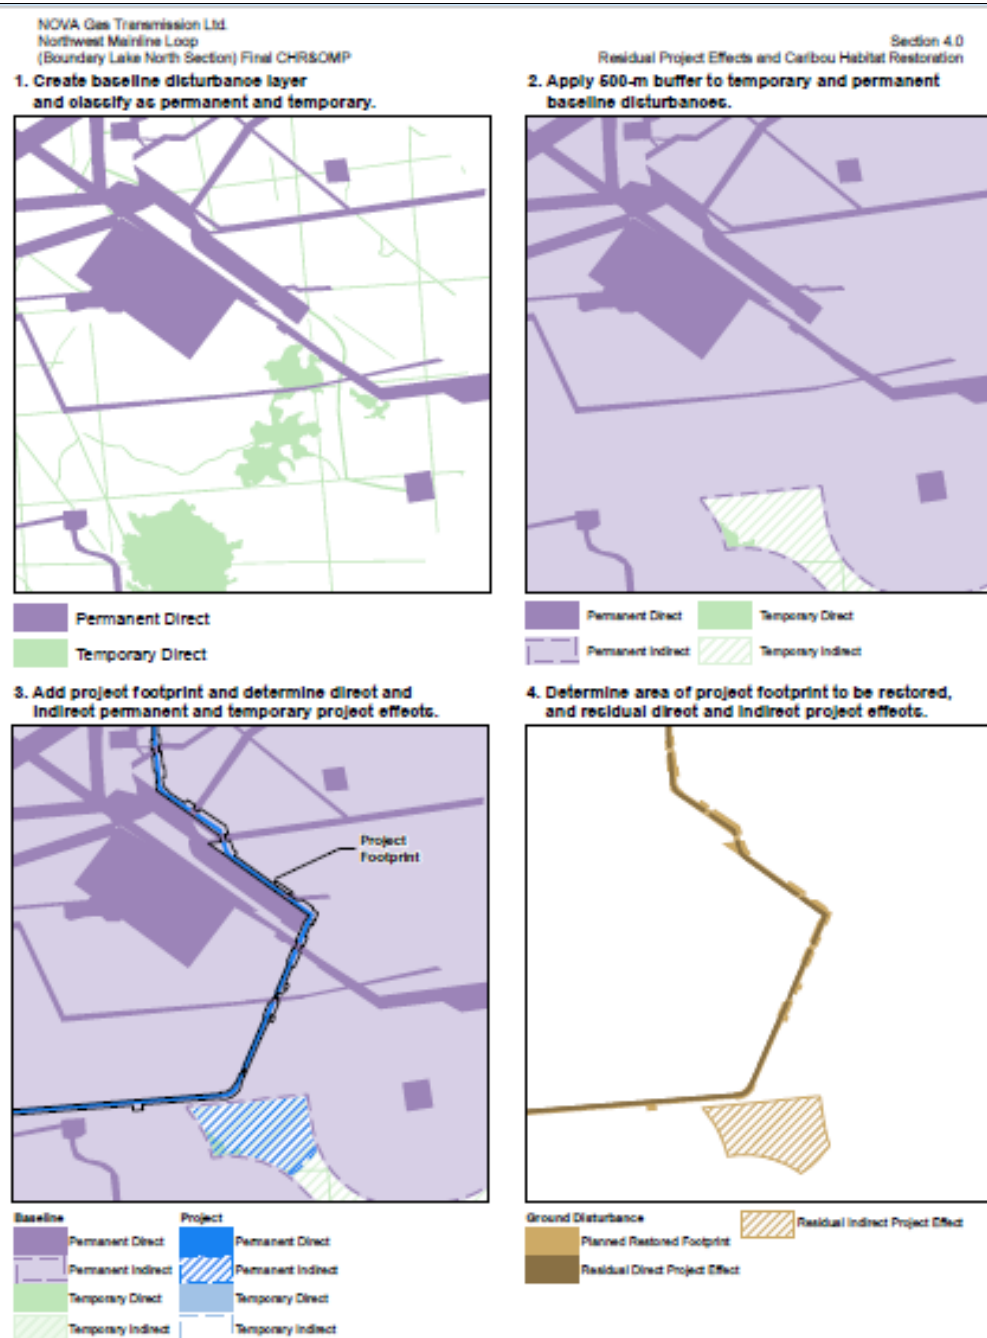 NOVA Gas Transmission Ltd.
Northwest Mainline Loop
(Boundary Lake North Section) Final CHR&OMP
Section 4.0
Residual Project Effects and Caribou Habitat Restoration
1. Create baseline disturbance layer
and classify as permanent and temporary.
2. Apply 500-m buffer to temporary and permanent
baseline disturbances.
Permanent Direct
Temporary Direct
Permanent Direct
Temporary Direct
Permanent Indirect
Temporary Indirect
3. Add project footprint and determine direct and
indirect permanent and temporary project effects.
4. Determine area of project footprint to be restored,
and residual direct and indirect project effects.
Project
Footprint
Baseline
Project
Permanent Direct
Permanent Direct
Permanent Indirect
Permanent Indirect
Temporary Direct
Temporary Direct
Temporary Indirect
Temporary Indirect
Ground Disturbance
Planned Restored Footprint
Residual Direct Project Effect
Residual Indirect Project Effect